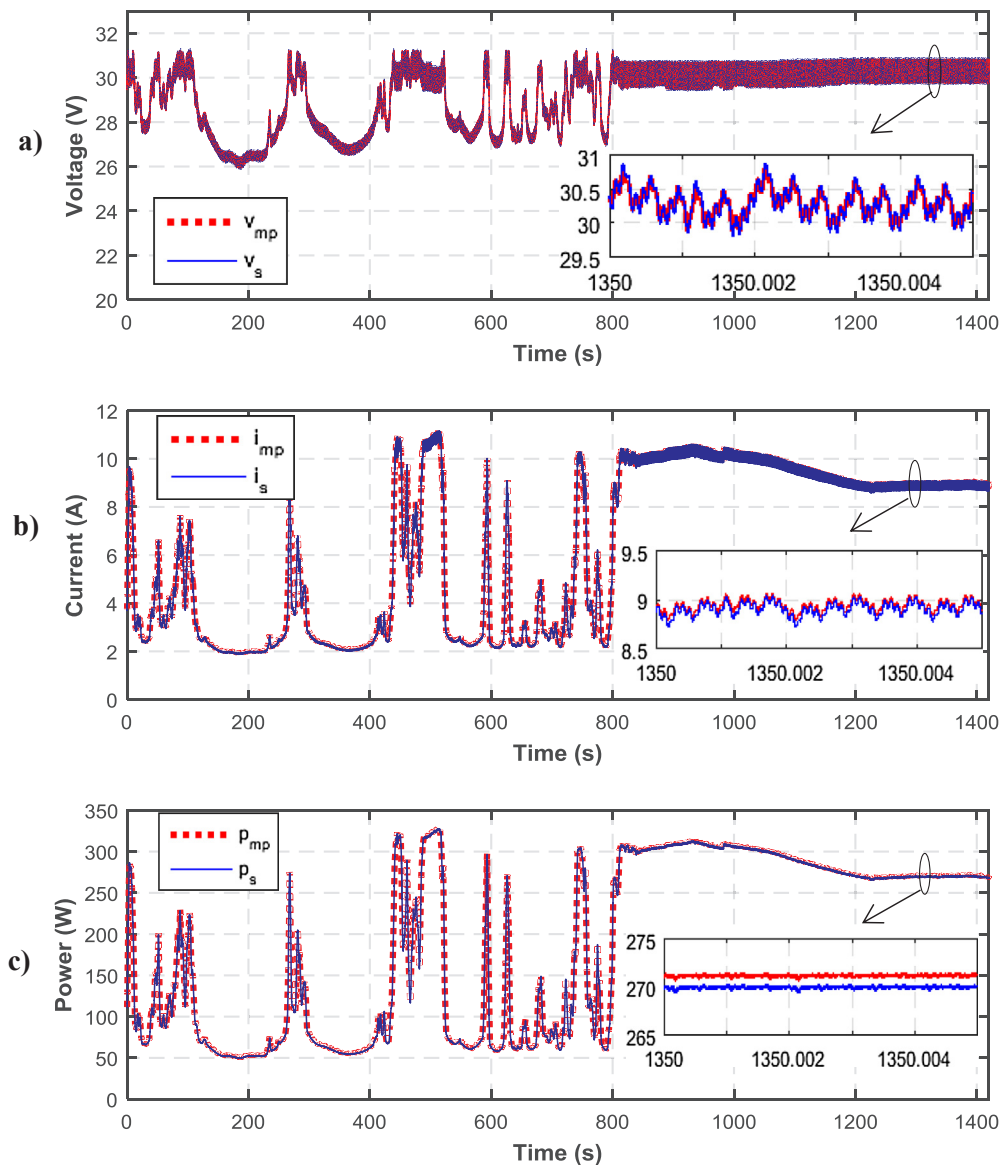 a)
Voltage (V)
32
30
28
26
24
22
20
v_mp
v_s
31
30.5
30
29.5
1350 1350.002 1350.004
0 200 400 600 800 1000 1200 1400
Time (s)
b)
Current (A)
12
10
8
6
4
2
0
i_mp
i_s
9.5
9
8.5
1350 1350.002 1350.004
0 200 400 600 800 1000 1200 1400
Time (s)
c)
Power (W)
350
300
250
200
150
100
50
0
p_mp
p_s
275
270
265
1350 1350.002 1350.004
0 200 400 600 800 1000 1200 1400
Time (s)